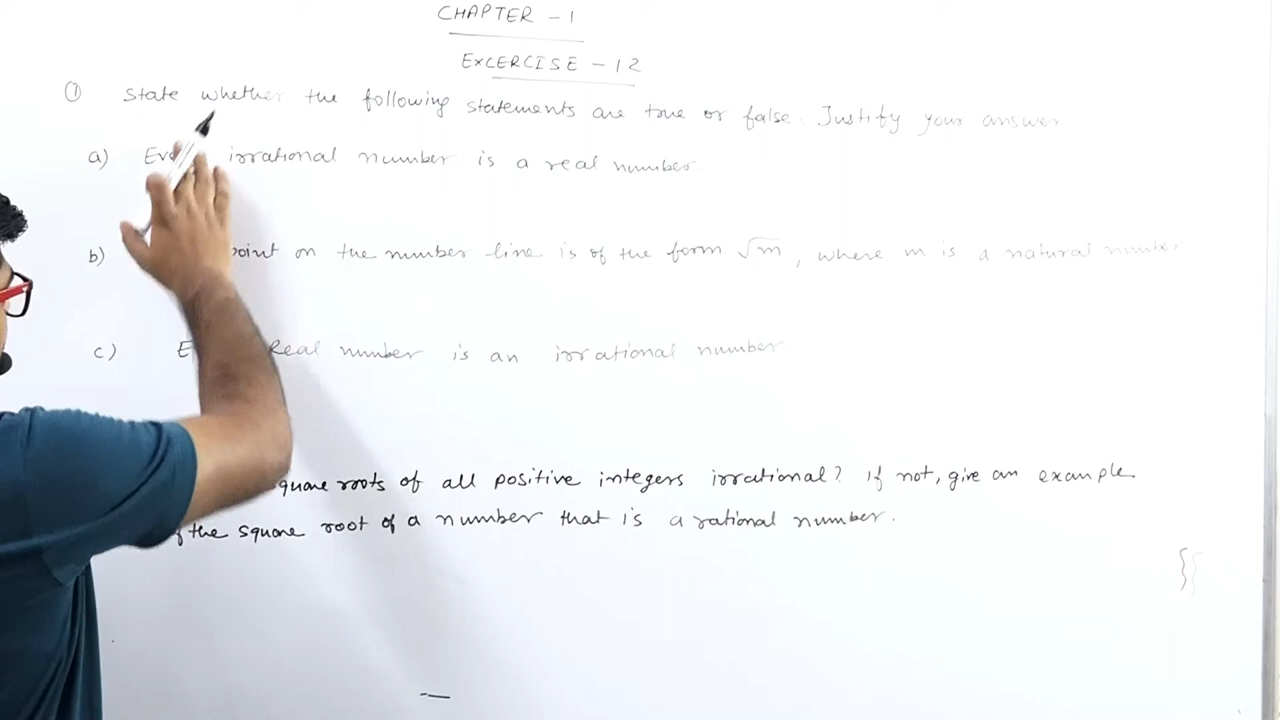 CHAPTER - 1
EXCERCISE - 12
① State whether the following statements are true or false. Justify your answer
a) irrational number is a real number.
b) point on the number line is of the form √m, where m is a natural number
c) Real number is an irrational number.
roots of all positive integers irrational? If not, give an example
the square root of a number that is a rational number.